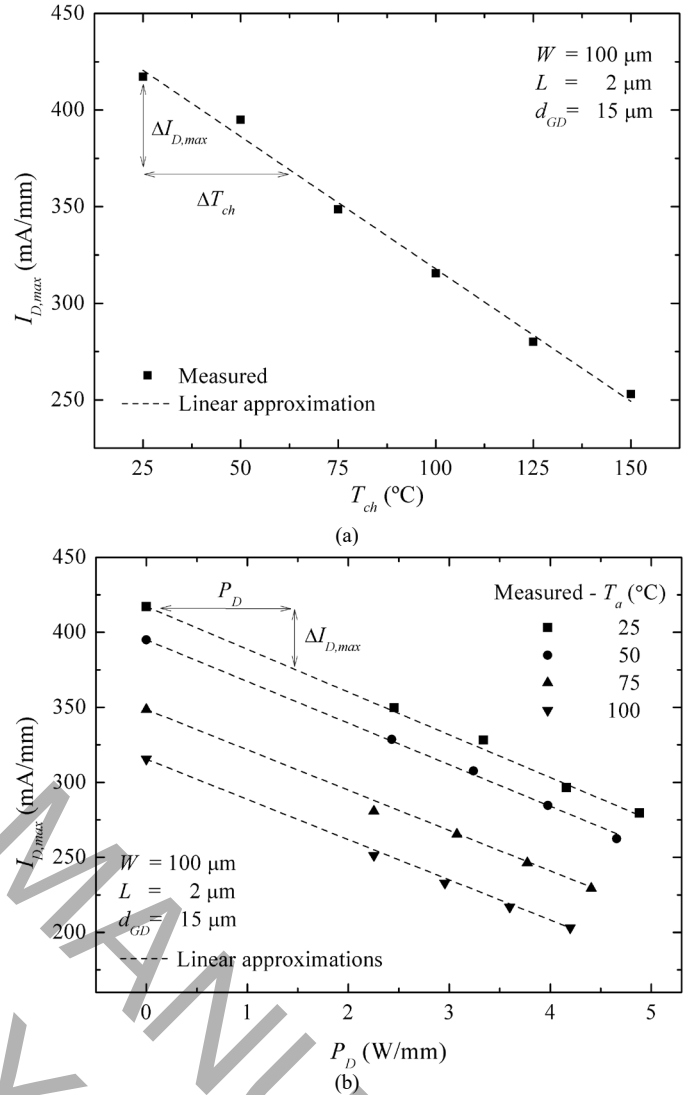 450
400
350
300
250
I_D,max (mA/mm)
W = 100 μm
L = 2 μm
d_GD= 15 μm
ΔI_D,max
ΔT_ch
Measured
Linear approximation
25 50 75 100 125 150
T_ch (ºC)
(a)
450
400
350
300
250
200
I_D,max (mA/mm)
P_D
ΔI_D,max
Measured - T_a (°C)
25
50
75
100
W = 100 μm
L = 2 μm
d_GD= 15 μm
Linear approximations
0 1 2 3 4 5
P_D (W/mm)
(b)